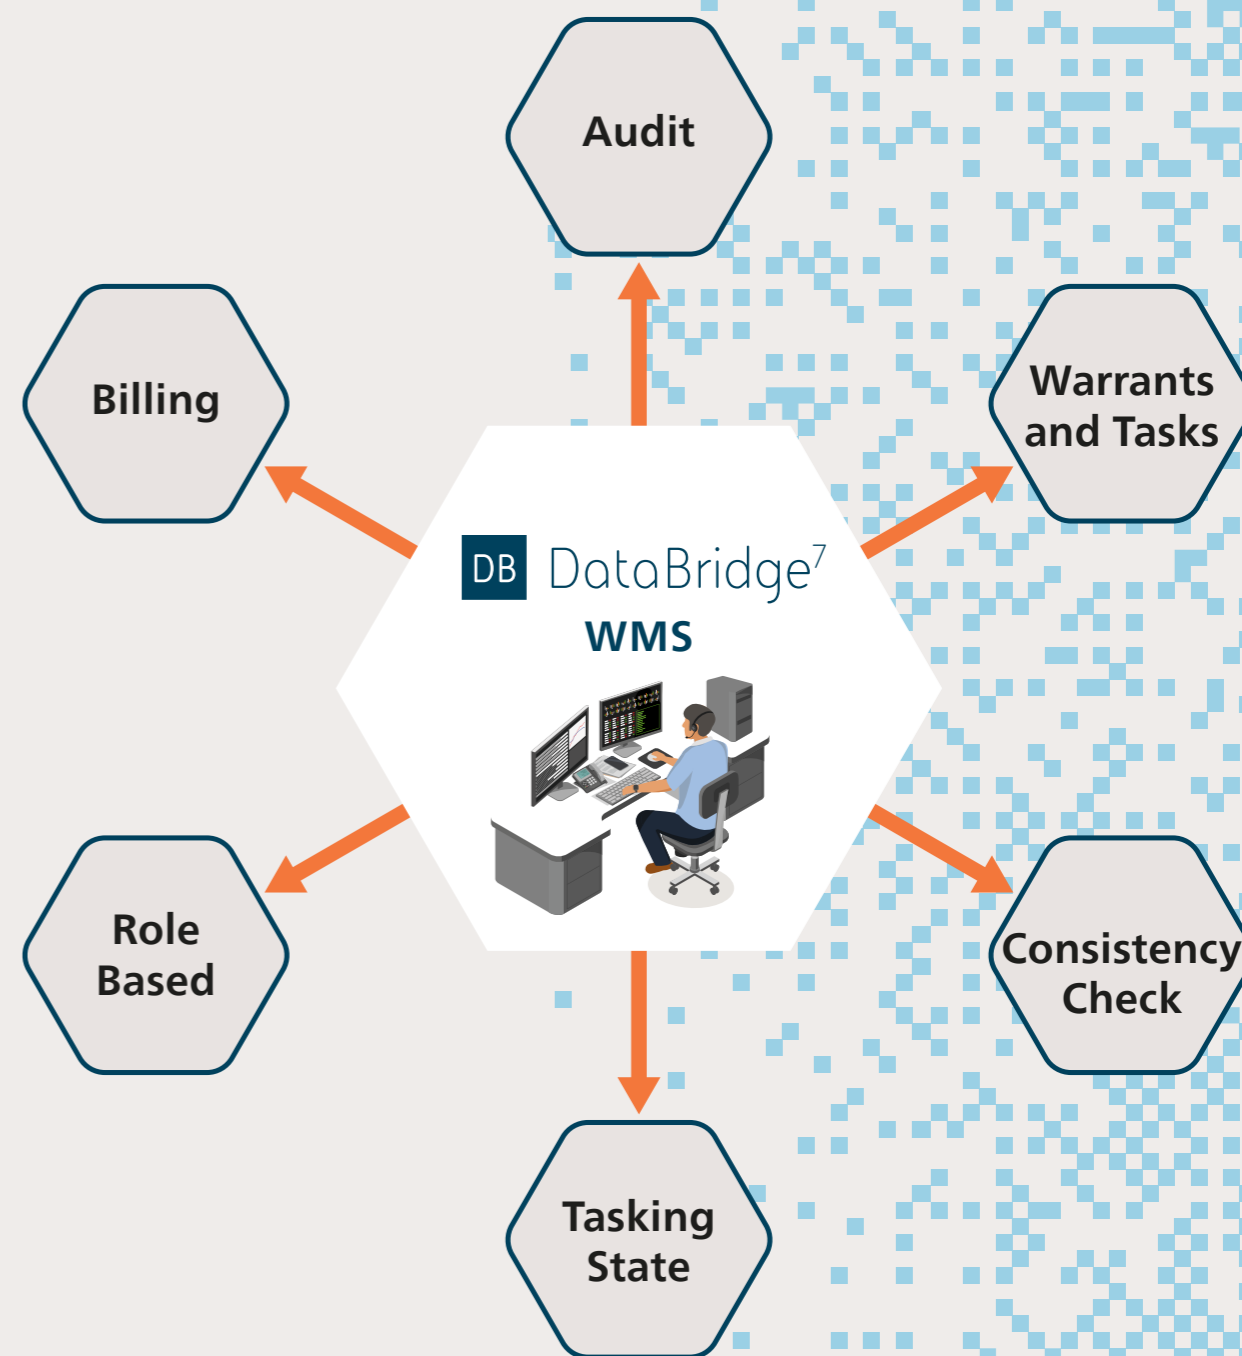 Audit
Billing
Warrants
and Tasks
DB DataBridge⁷
WMS
Role
Based
Consistency
Check
Tasking
State